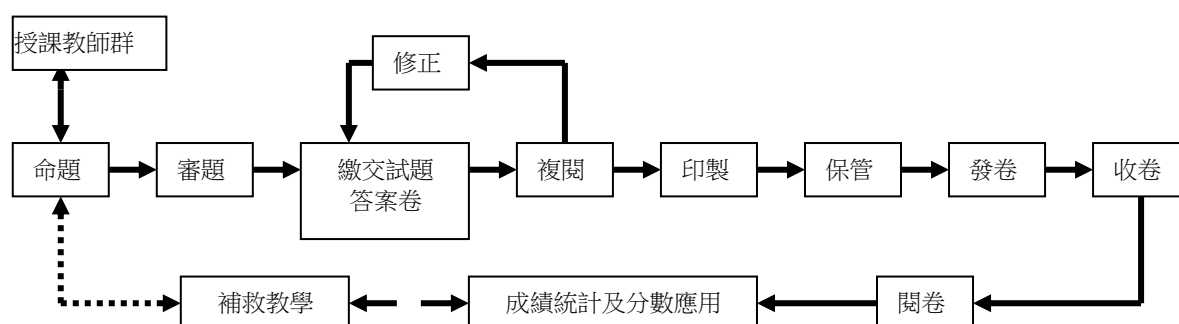 授課教師群
修正
命題
審題
繳交試題
答案卷
複閱
印製
保管
發卷
收卷
補救教學
成績統計及分數應用
閱卷